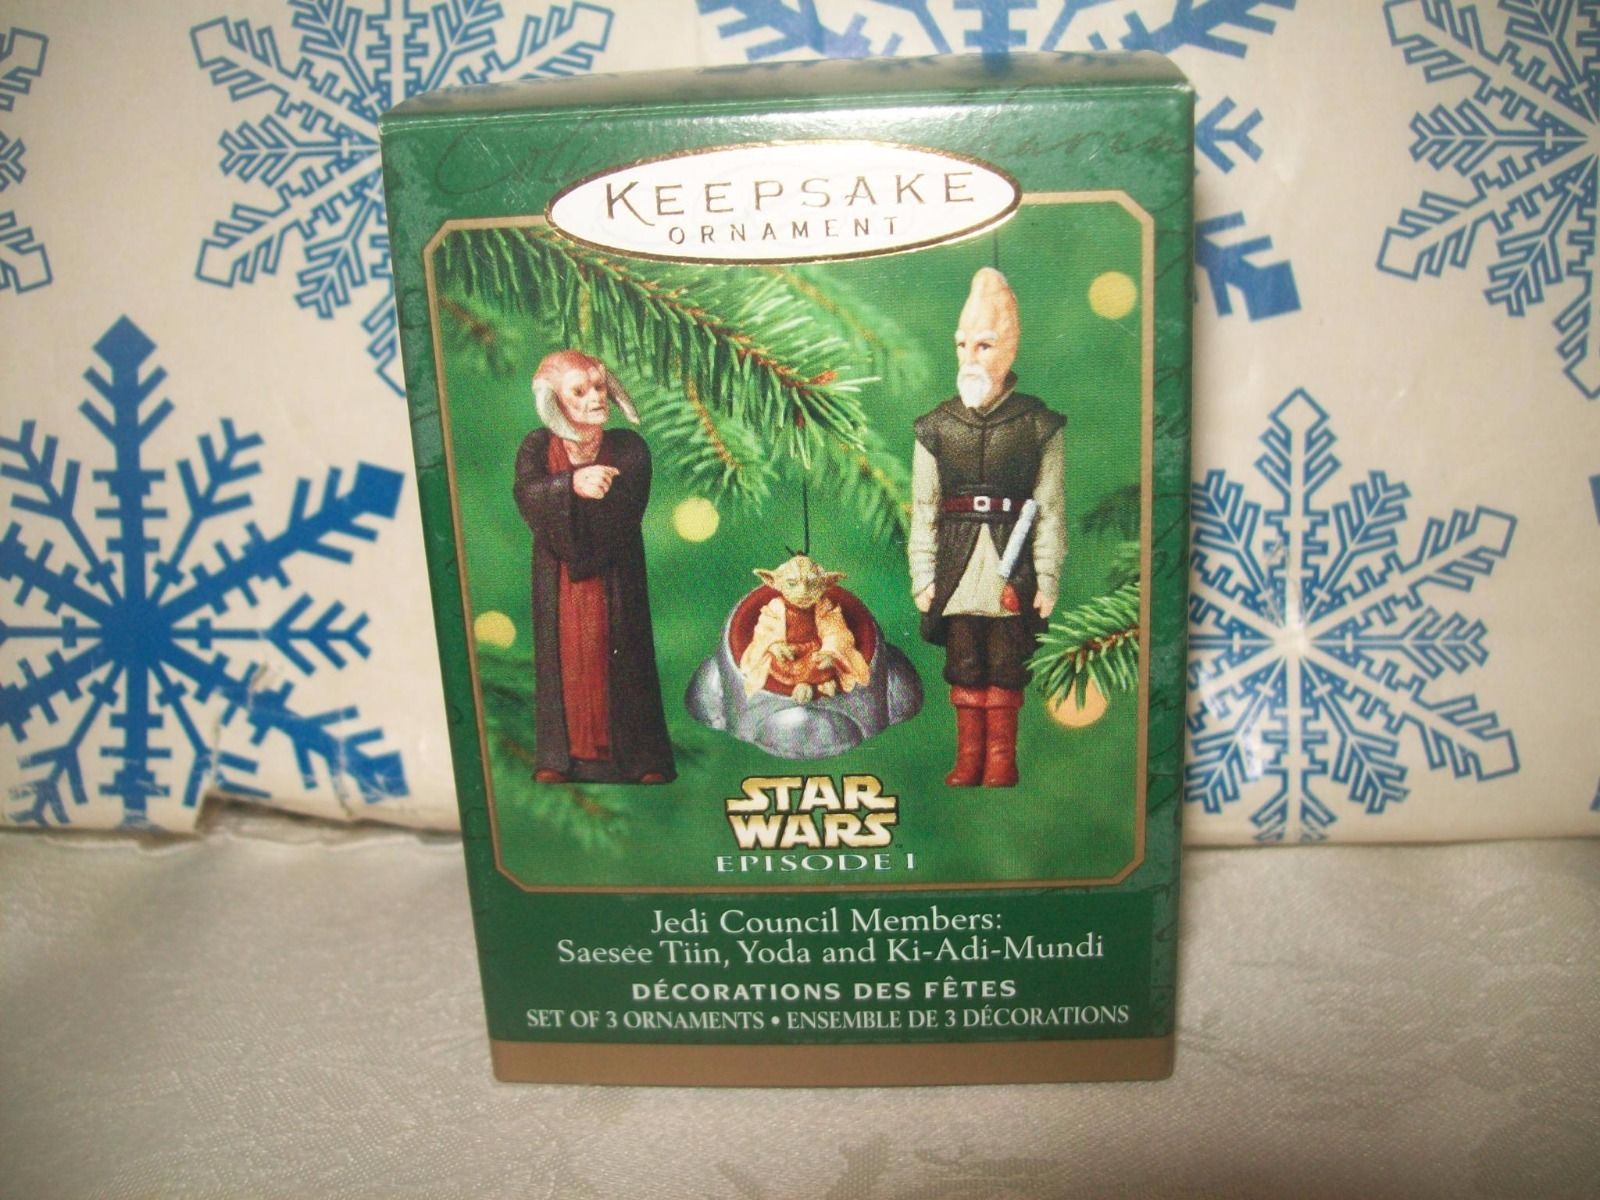 KEEPSAKE
ORNAMENT
STAR
WARS
EPISODE I
Jedi Council Members:
Saesee Tiin, Yoda and Ki-Adi-Mundi
DÉCORATIONS DES FÊTES
SET OF 3 ORNAMENTS • ENSEMBLE DE 3 DÉCORATIONS